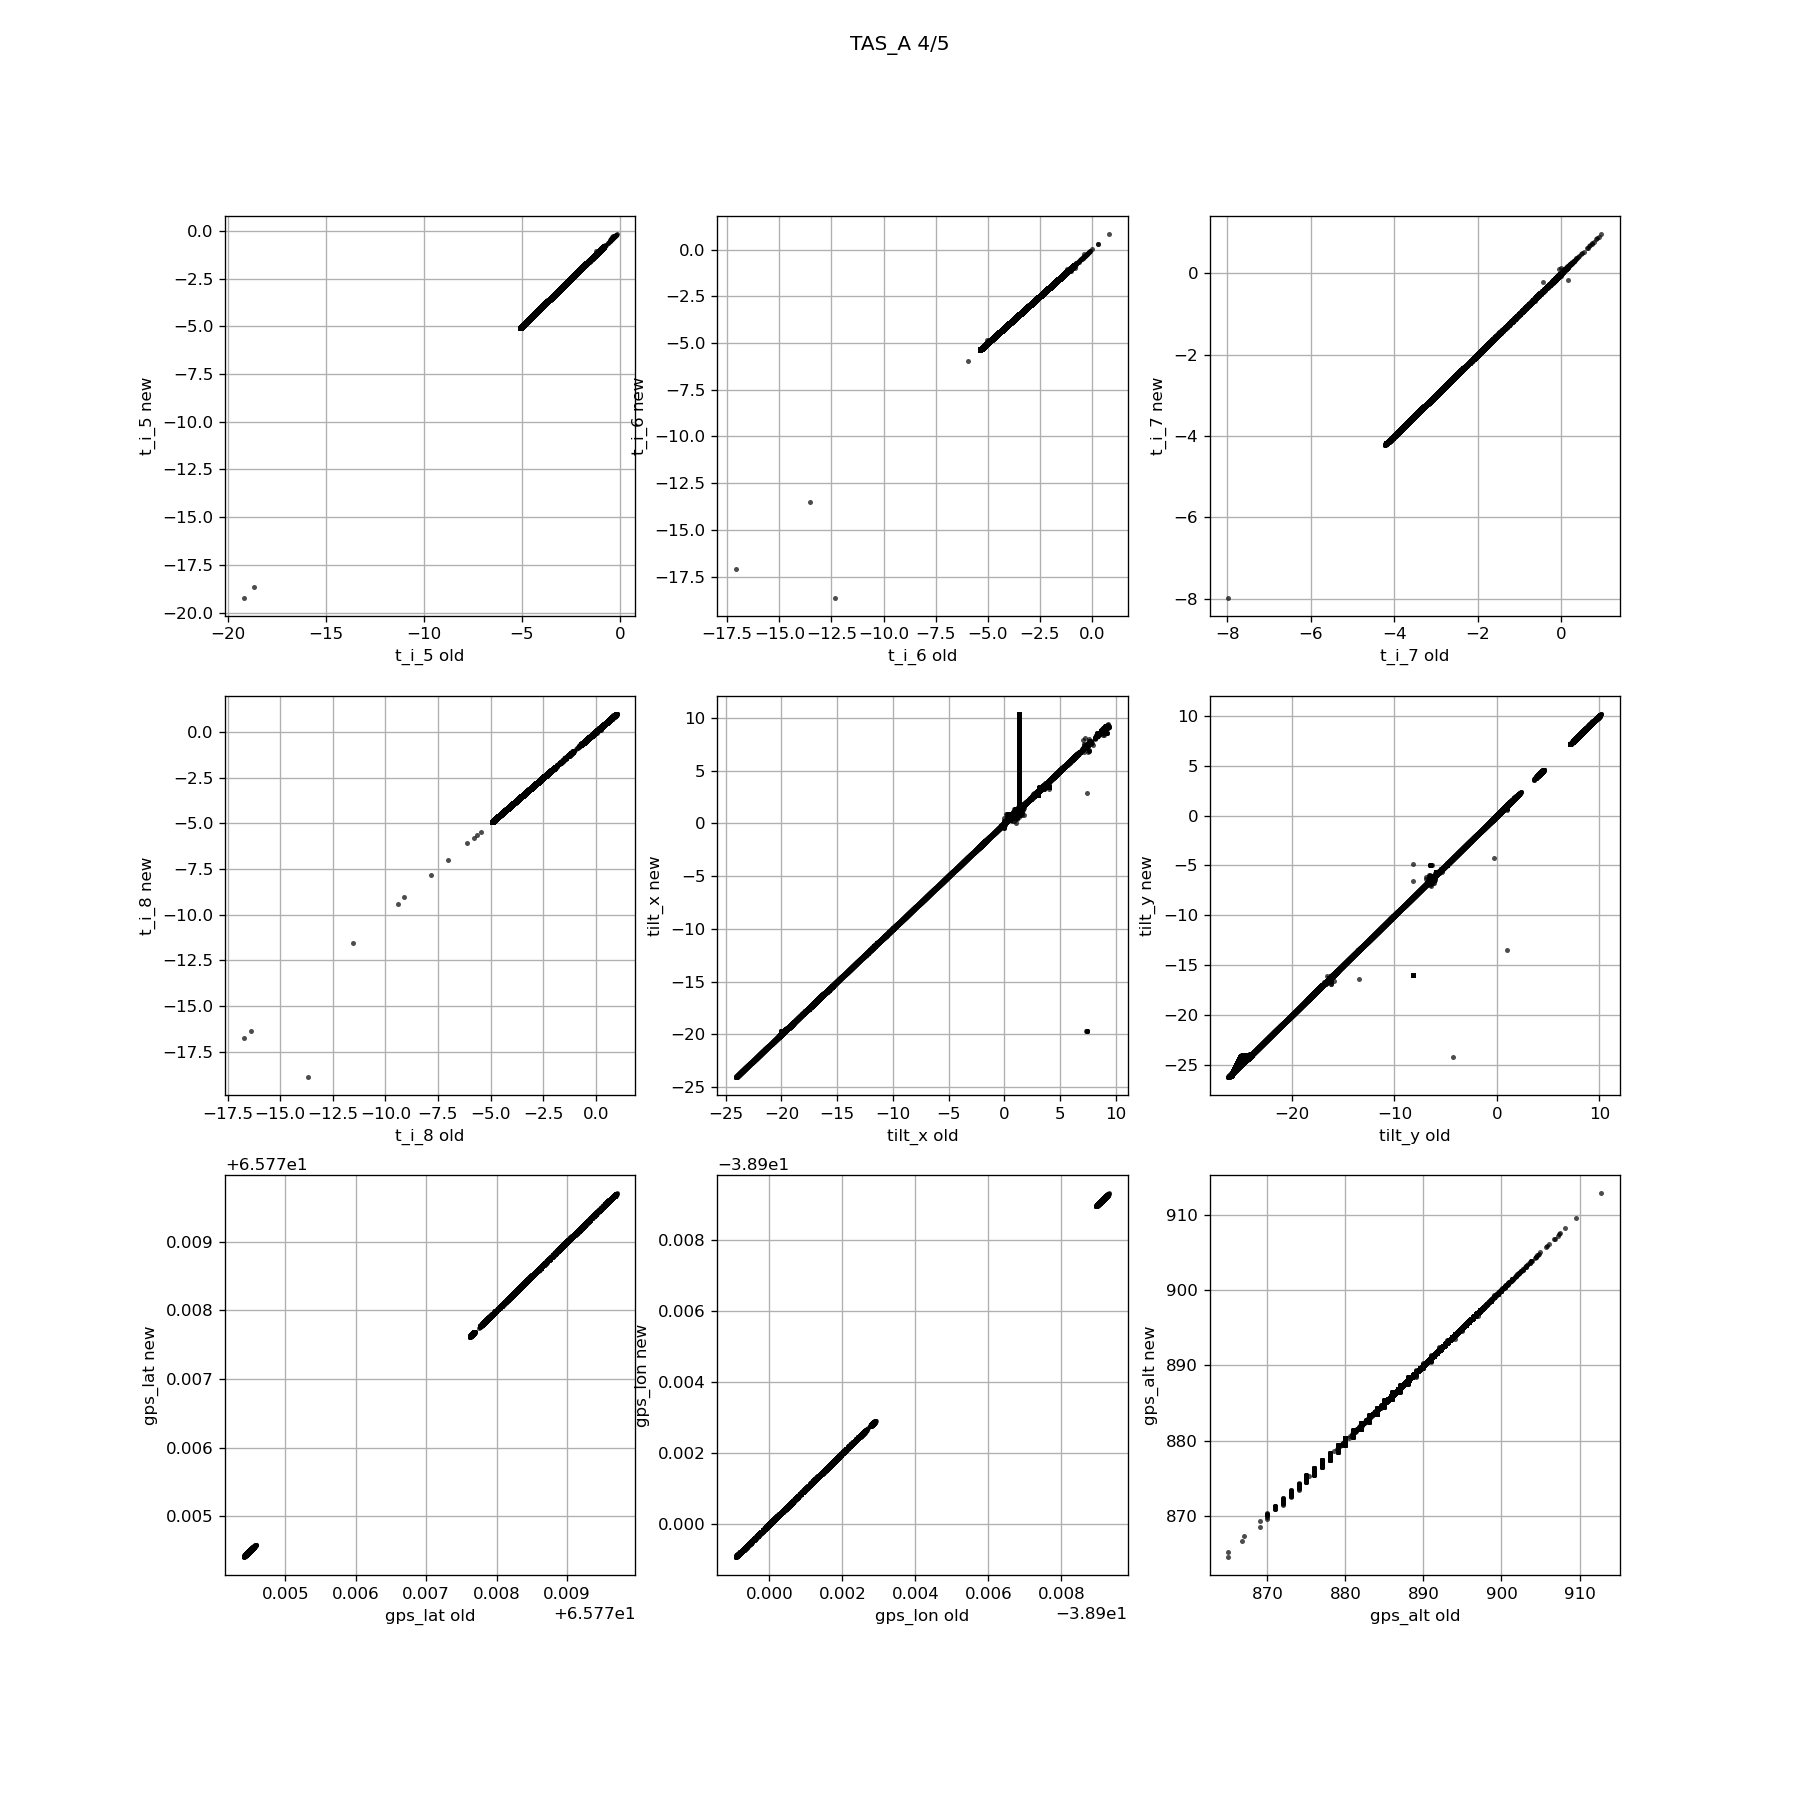 TAS_A 4/5
0.0
−2.5
−5.0
−7.5
−10.0
−12.5
−15.0
−17.5
−20.0
t_i_5 new
−20 −15 −10 −5 0
t_i_5 old
0.0
−2.5
−5.0
−7.5
−10.0
−12.5
−15.0
−17.5
t_i_6 new
−17.5 −15.0 −12.5 −10.0 −7.5 −5.0 −2.5 0.0
t_i_6 old
0
−2
−4
−6
−8
t_i_7 new
−8 −6 −4 −2 0
t_i_7 old
0.0
−2.5
−5.0
−7.5
−10.0
−12.5
−15.0
−17.5
t_i_8 new
−17.5 −15.0 −12.5 −10.0 −7.5 −5.0 −2.5 0.0
t_i_8 old
10
5
0
−5
−10
−15
−20
−25
tilt_x new
−25 −20 −15 −10 −5 0 5 10
tilt_x old
10
5
0
−5
−10
−15
−20
−25
tilt_y new
−20 −10 0 10
tilt_y old
+6.577e1
0.009
0.008
0.007
0.006
0.005
gps_lat new
0.005 0.006 0.007 0.008 0.009
gps_lat old
+6.577e1
−3.89e1
0.008
0.006
0.004
0.002
0.000
gps_lon new
0.000 0.002 0.004 0.006 0.008
gps_lon old
−3.89e1
910
900
890
880
870
gps_alt new
870 880 890 900 910
gps_alt old